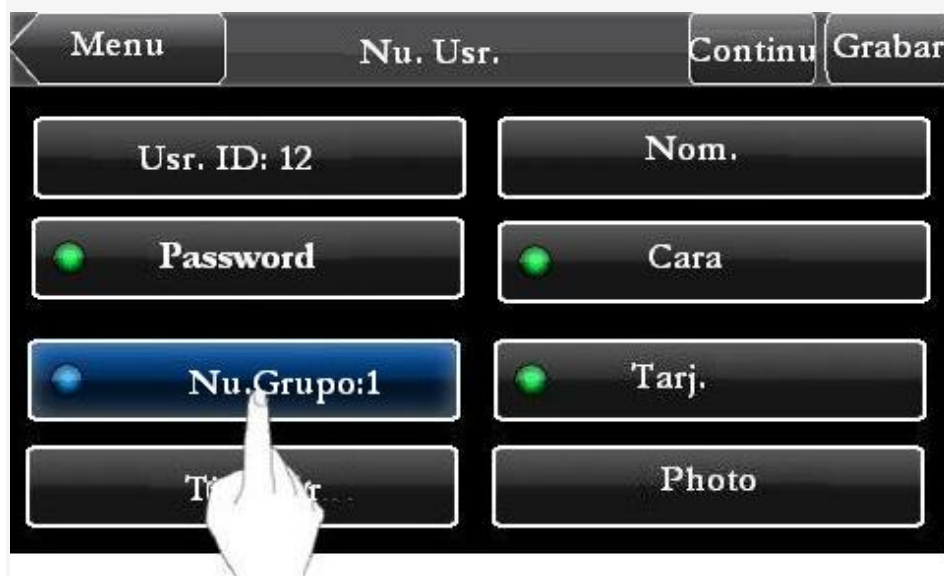 Menu Nu. Usr. Continu Grabar
Usr. ID: 12 Nom.
Password Cara
Nu.Grupo:1 Tarj.
Photo